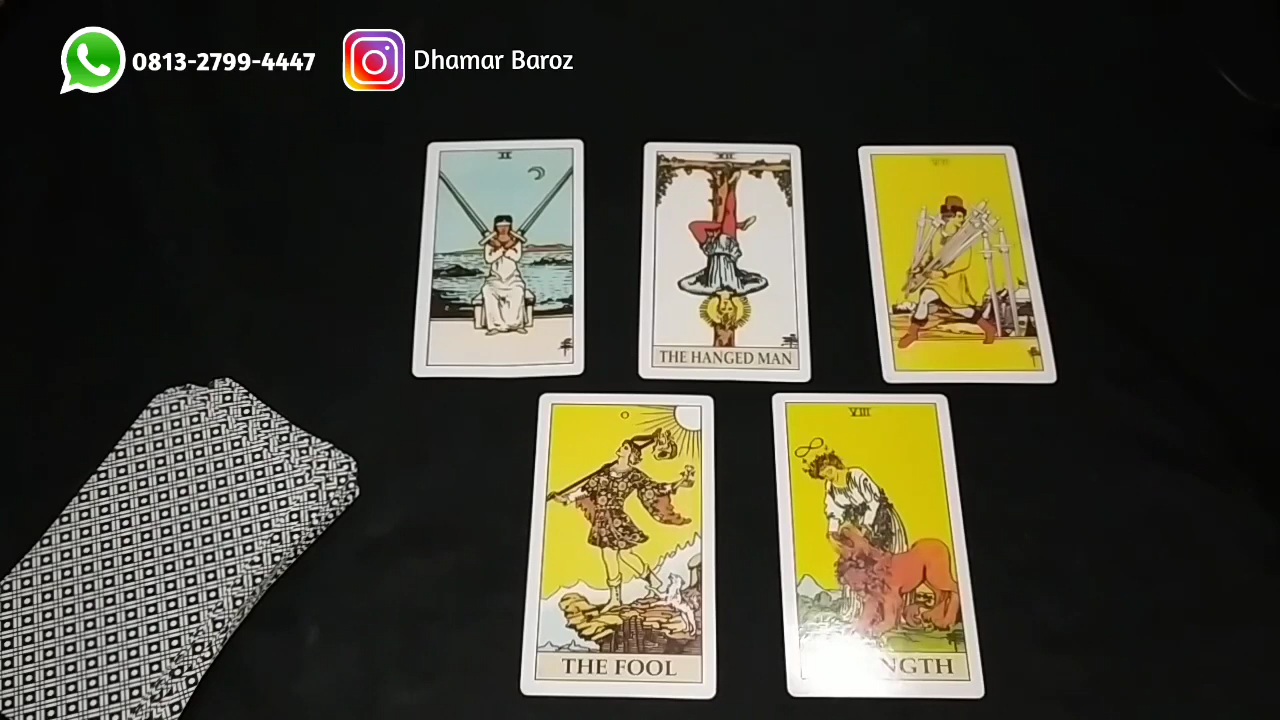 0813-2799-4447 Dhamar Baroz
II
XII
VII
THE HANGED MAN
0
VIII
THE FOOL
NGTH